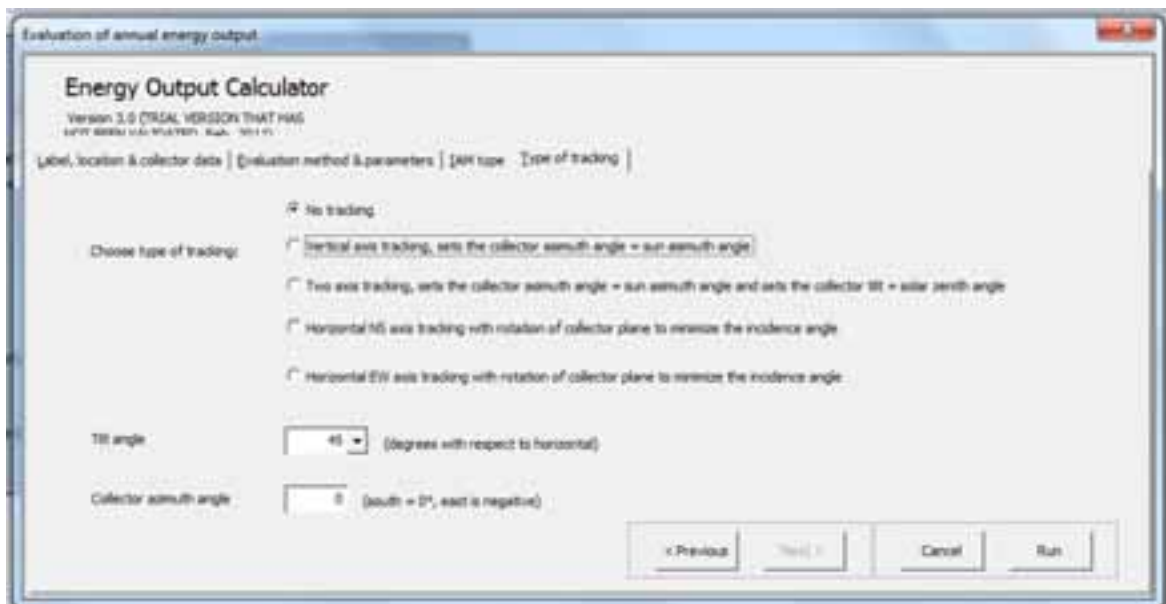 Evaluation of annual energy output
Energy Output Calculator
Version 3.0 (TRIAL VERSION THAT HAS
NOT BEEN VALIDATED, Feb.
Label, location & collector data | Evaluation method & parameters | IAM type Type of tracking
No tracking
Choose type of tracking:
Vertical axis tracking, sets the collector azimuth angle = sun azimuth angle
Two axis tracking, sets the collector azimuth angle = sun azimuth angle and sets the collector tilt = solar zenith angle
Horizontal NS axis tracking with rotation of collector plane to minimize the incidence angle
Horizontal EW axis tracking with rotation of collector plane to minimize the incidence angle
Tilt angle 45 (degrees with respect to horizontal)
Collector azimuth angle 0 (south = 0°, east is negative)
< Previous Next > Cancel Run